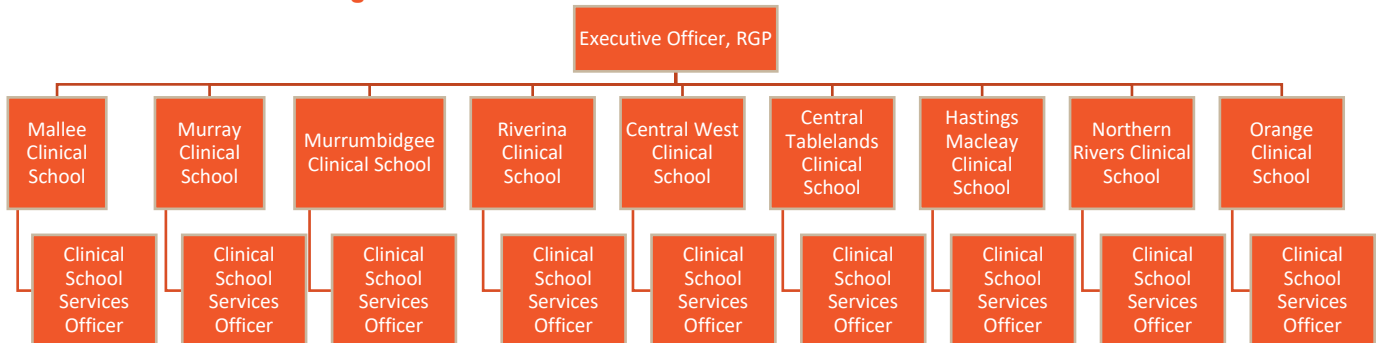 Executive Officer, RGP
Mallee
Clinical
School
Murray
Clinical
School
Murrumbidgee
Clinical School
Riverina
Clinical
School
Central West
Clinical
School
Central
Tablelands
Clinical
School
Hastings
Macleay
Clinical
School
Northern
Rivers Clinical
School
Orange
Clinical
School
Clinical
School
Services
Officer
Clinical
School
Services
Officer
Clinical
School
Services
Officer
Clinical
School
Services
Officer
Clinical
School
Services
Officer
Clinical
School
Services
Officer
Clinical
School
Services
Officer
Clinical
School
Services
Officer
Clinical
School
Services
Officer